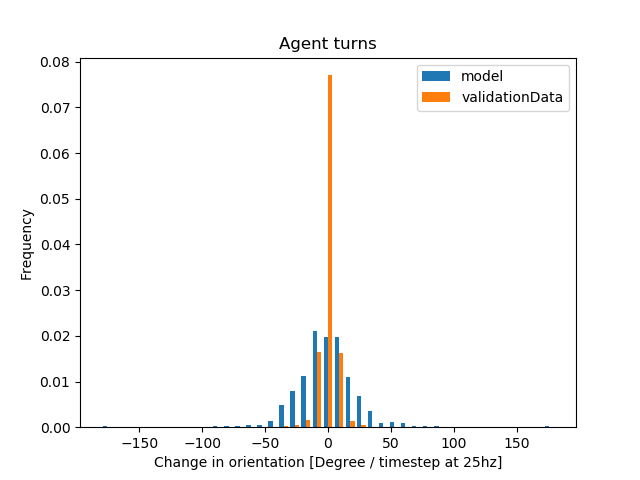 Agent turns
model
validationData
0.08
0.07
0.06
0.05
0.04
0.03
0.02
0.01
0.00
Frequency
−150 −100 −50 0 50 100 150
Change in orientation [Degree / timestep at 25hz]